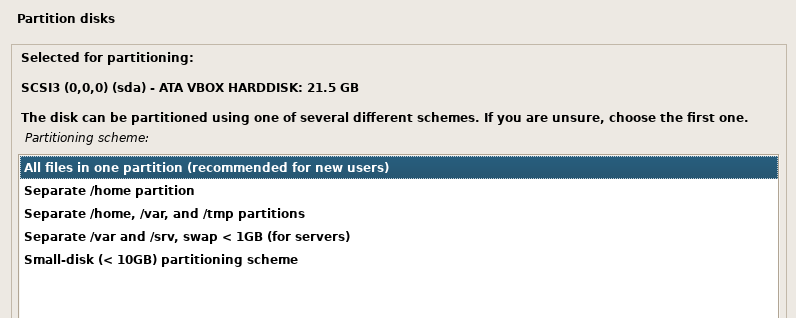 Partition disks
Selected for partitioning:
SCSI3 (0,0,0) (sda) - ATA VBOX HARDDISK: 21.5 GB
The disk can be partitioned using one of several different schemes. If you are unsure, choose the first one.
Partitioning scheme:
All files in one partition (recommended for new users)
Separate /home partition
Separate /home, /var, and /tmp partitions
Separate /var and /srv, swap < 1GB (for servers)
Small-disk (< 10GB) partitioning scheme